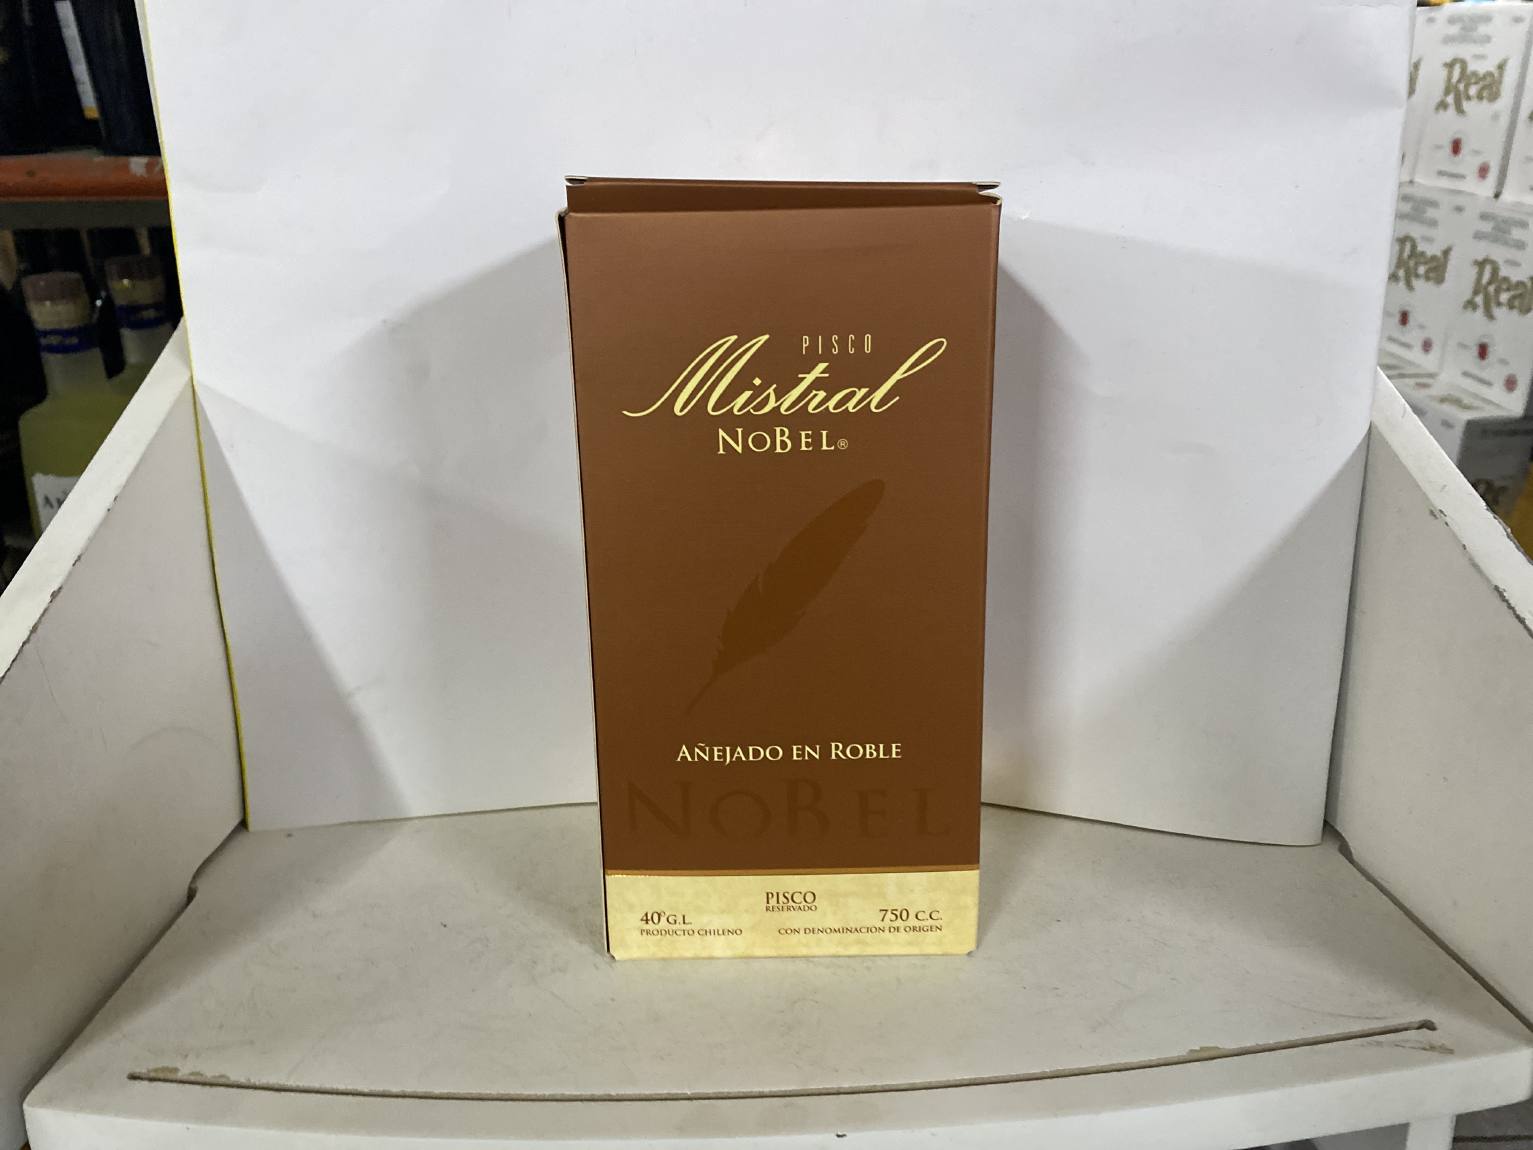 PISCO
Mistral
NOBEL®
AÑEJADO EN ROBLE
NOBEL
PISCO
RESERVADO
40° G.L.
750 C.C.
PRODUCTO CHILENO
CON DENOMINACIÓN DE ORIGEN
Real
Real
Real